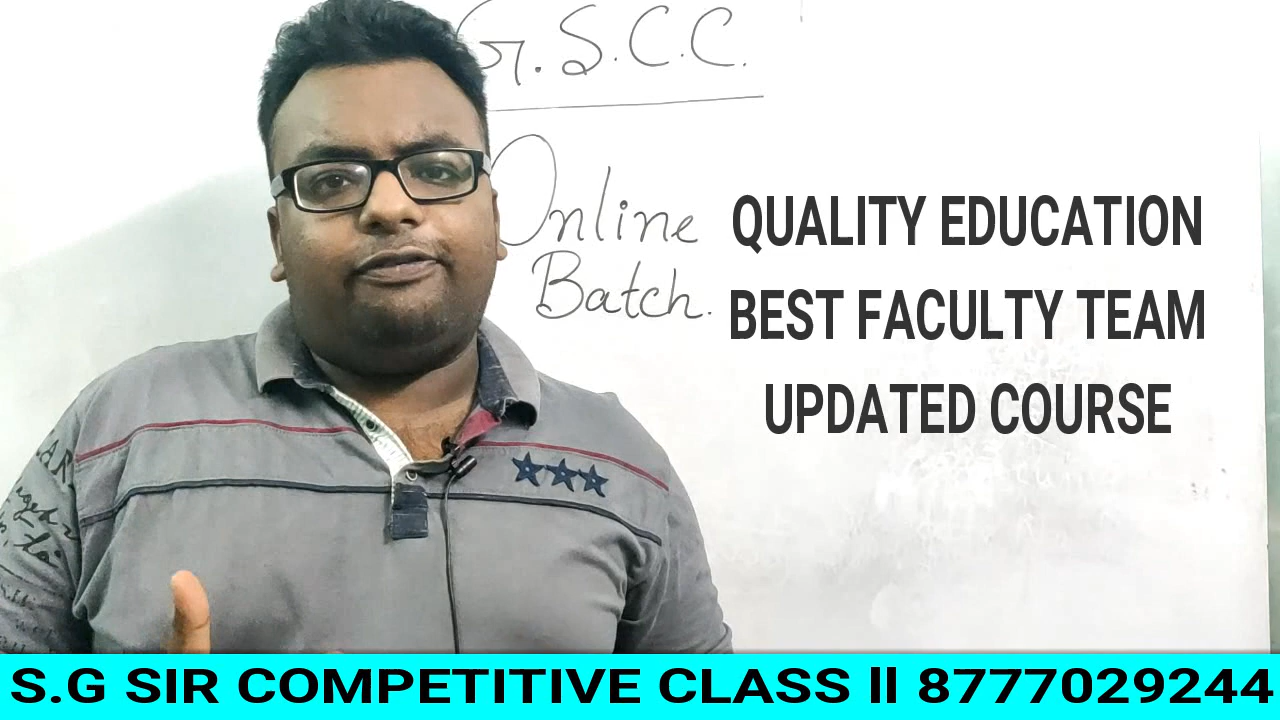 G.S.C.C.
Online
Batch.
QUALITY EDUCATION
BEST FACULTY TEAM
UPDATED COURSE
S.G SIR COMPETITIVE CLASS ll 8777029244